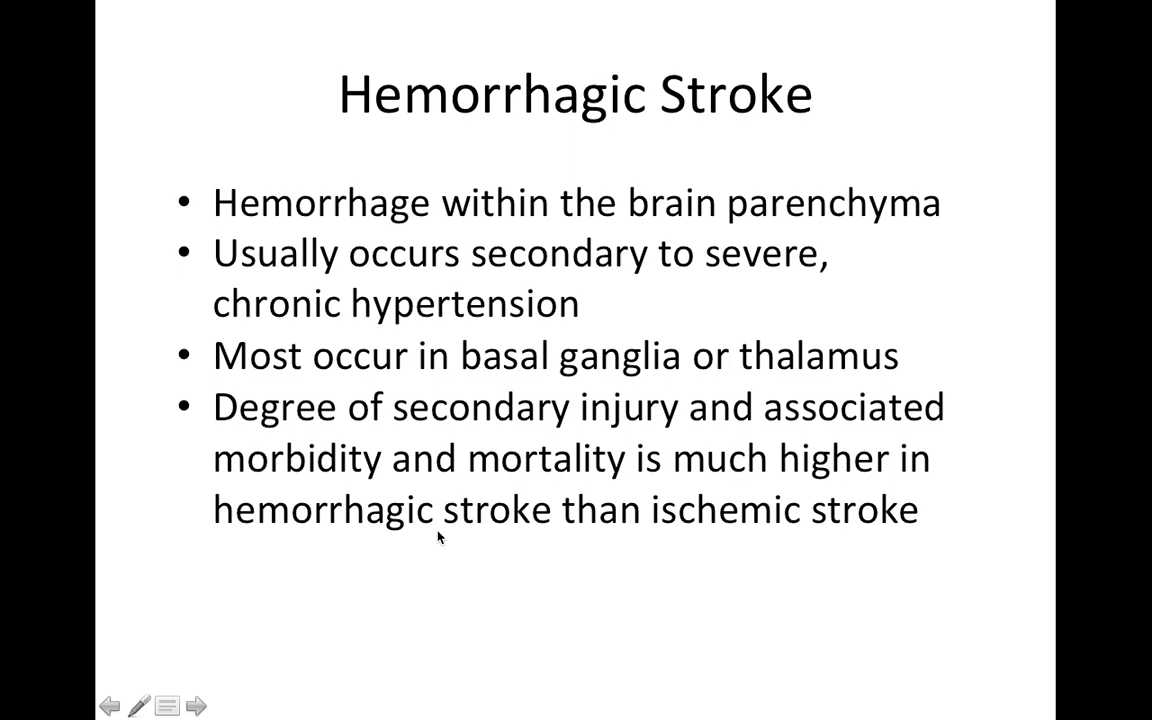 Hemorrhagic Stroke
• Hemorrhage within the brain parenchyma
• Usually occurs secondary to severe,
chronic hypertension
• Most occur in basal ganglia or thalamus
• Degree of secondary injury and associated
morbidity and mortality is much higher in
hemorrhagic stroke than ischemic stroke